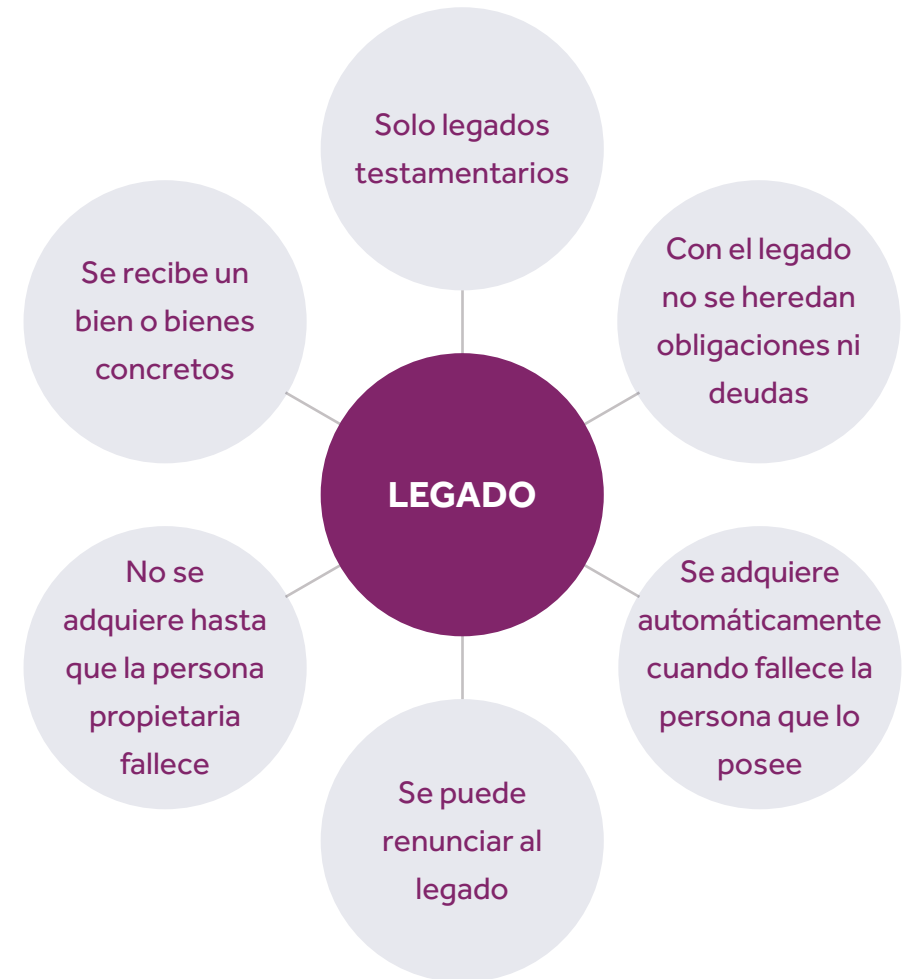 Solo legados
testamentarios
Se recibe un
bien o bienes
concretos
Con el legado
no se heredan
obligaciones ni
deudas
LEGADO
No se
adquiere hasta
que la persona
propietaria
fallece
Se adquiere
automáticamente
cuando fallece la
persona que lo
posee
Se puede
renunciar al
legado